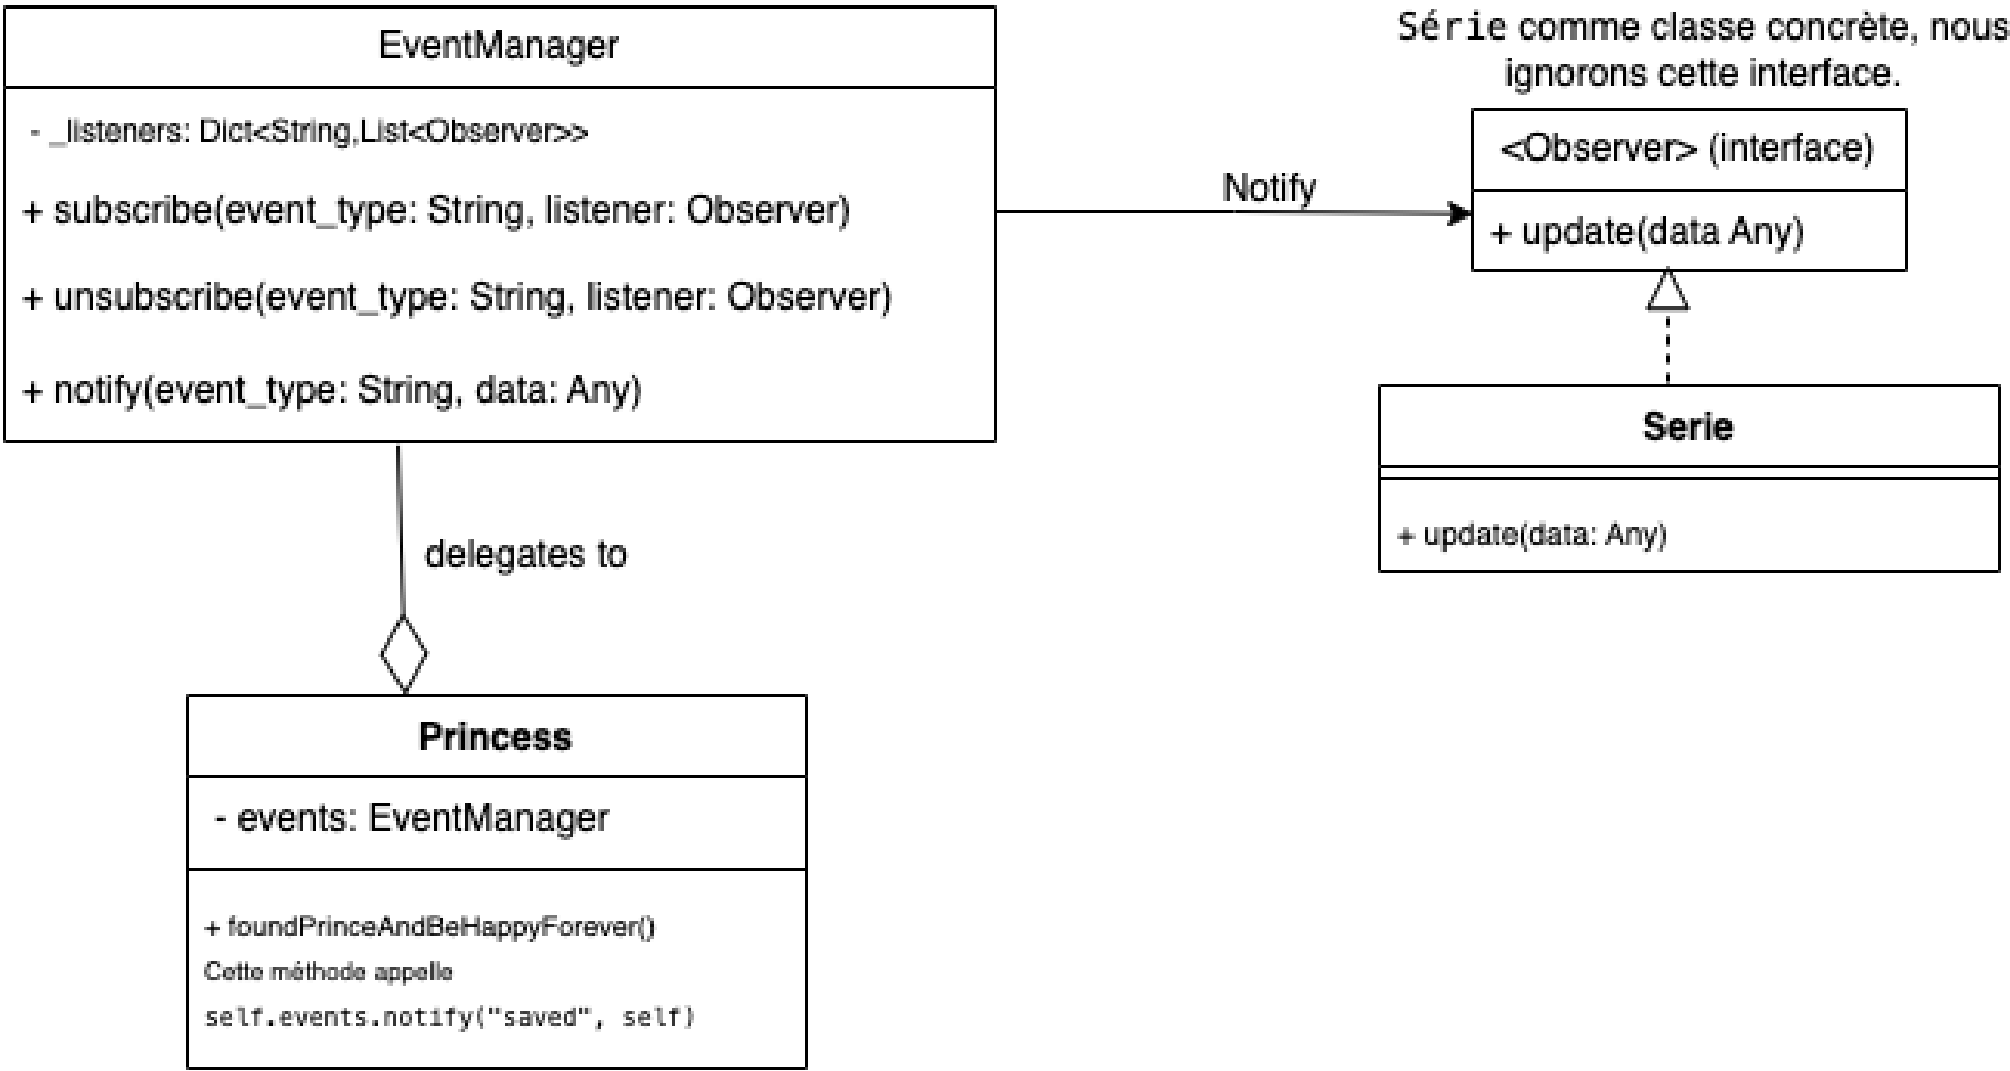 EventManager
- _listeners: Dict<String,List<Observer>>
+ subscribe(event_type: String, listener: Observer)
+ unsubscribe(event_type: String, listener: Observer)
+ notify(event_type: String, data: Any)
Notify
Série comme classe concrète, nous
ignorons cette interface.
<Observer> (interface)
+ update(data Any)
Serie
+ update(data: Any)
delegates to
Princess
- events: EventManager
+ foundPrinceAndBeHappyForever()
Cette méthode appelle
self.events.notify("saved", self)